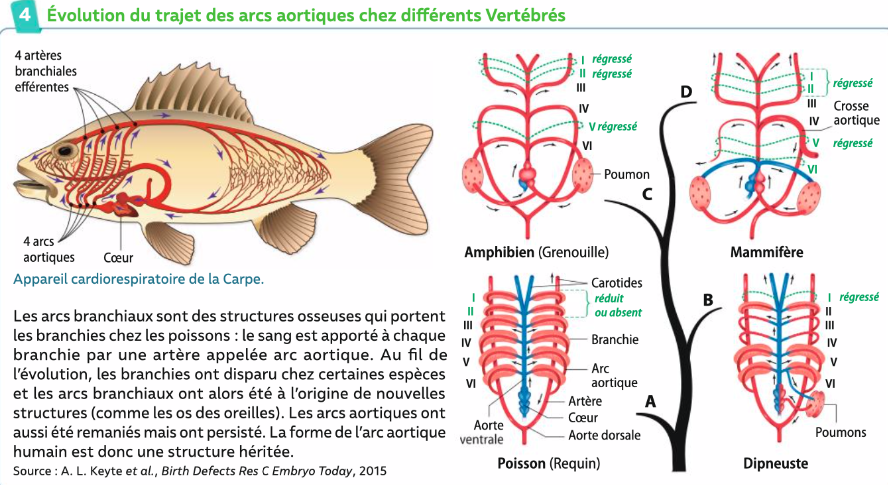 4 Évolution du trajet des arcs aortiques chez différents Vertébrés
4 artères
branchiales
efférentes
4 arcs
aortiques
Cœur
Appareil cardiorespiratoire de la Carpe.
Les arcs branchiaux sont des structures osseuses qui portent
les branchies chez les poissons : le sang est apporté à chaque
branchie par une artère appelée arc aortique. Au fil de
l'évolution, les branchies ont disparu chez certaines espèces
et les arcs branchiaux ont alors été à l'origine de nouvelles
structures (comme les os des oreilles). Les arcs aortiques ont
aussi été remaniés mais ont persisté. La forme de l'arc aortique
humain est donc une structure héritée.
Source : A. L. Keyte et al., Birth Defects Res C Embryo Today, 2015
I régressé
II régressé
III
IV
V régressé
VI
Poumon
Amphibien (Grenouille)
D
C
I
II
régressé
III
IV
Crosse
aortique
V régressé
VI
Mammifère
I
II
III
IV
V
VI
Carotides
réduit
ou absent
Branchie
Arc
aortique
Artère
Cœur
Aorte dorsale
Aorte
ventrale
Poisson (Requin)
A
B
I régressé
II
III
IV
V
VI
Poumons
Dipneuste